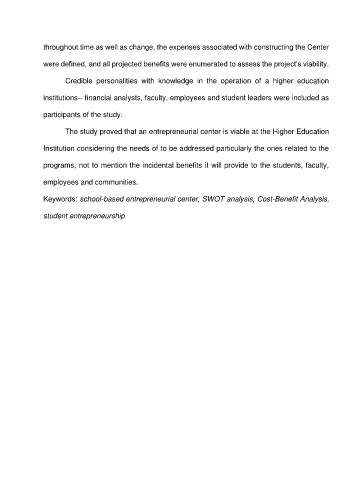 throughout time as well as change, the expenses associated with constructing the Center
were defined, and all projected benefits were enumerated to assess the project's viability.
Credible personalities with knowledge in the operation of a higher education
institutions-- financial analysts, faculty, employees and student leaders were included as
participants of the study.
The study proved that an entrepreneurial center is viable at the Higher Education
Institution considering the needs of to be addressed particularly the ones related to the
programs, not to mention the incidental benefits it will provide to the students, faculty,
employees and communities.
Keywords: school-based entrepreneurial center, SWOT analysis, Cost-Benefit Analysis,
student entrepreneurship